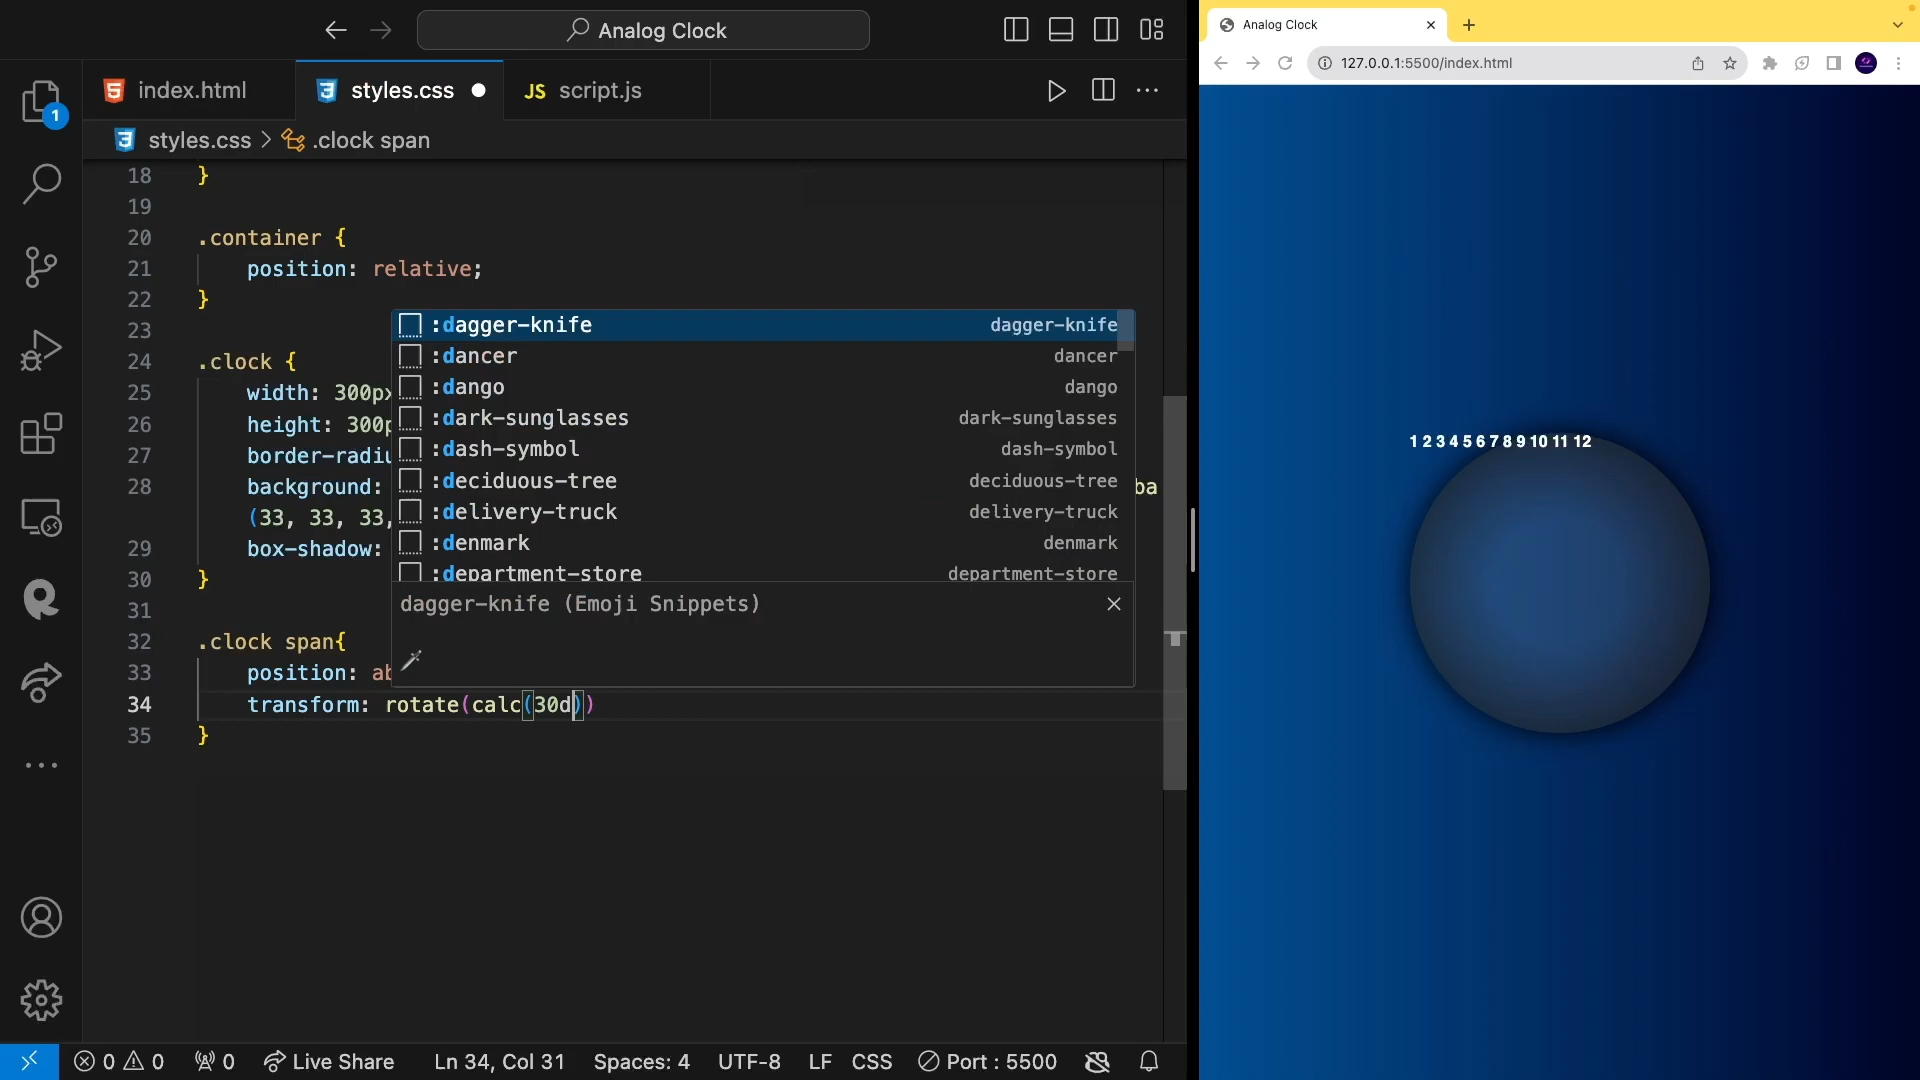 Analog Clock
index.html
styles.css
JS script.js
styles.css > .clock span
1
18 }
19
20 .container {
21 position: relative;
22 }
23
24 .clock {
25 width: 300px
26 height: 300p
27 border-radiu
28 background: ba
(33, 33, 33,
29 box-shadow:
30 }
31
32 .clock span{
33 position: ab
34 transform: rotate(calc(30d))
35 }
:dagger-knife dagger-knife
:dancer dancer
:dango dango
:dark-sunglasses dark-sunglasses
:dash-symbol dash-symbol
:deciduous-tree deciduous-tree
:delivery-truck delivery-truck
:denmark denmark
:department-store department-store
dagger-knife (Emoji Snippets)
0 0 0 Live Share Ln 34, Col 31 Spaces: 4 UTF-8 LF CSS Port : 5500
Analog Clock
127.0.0.1:5500/index.html
1 2 3 4 5 6 7 8 9 10 11 12